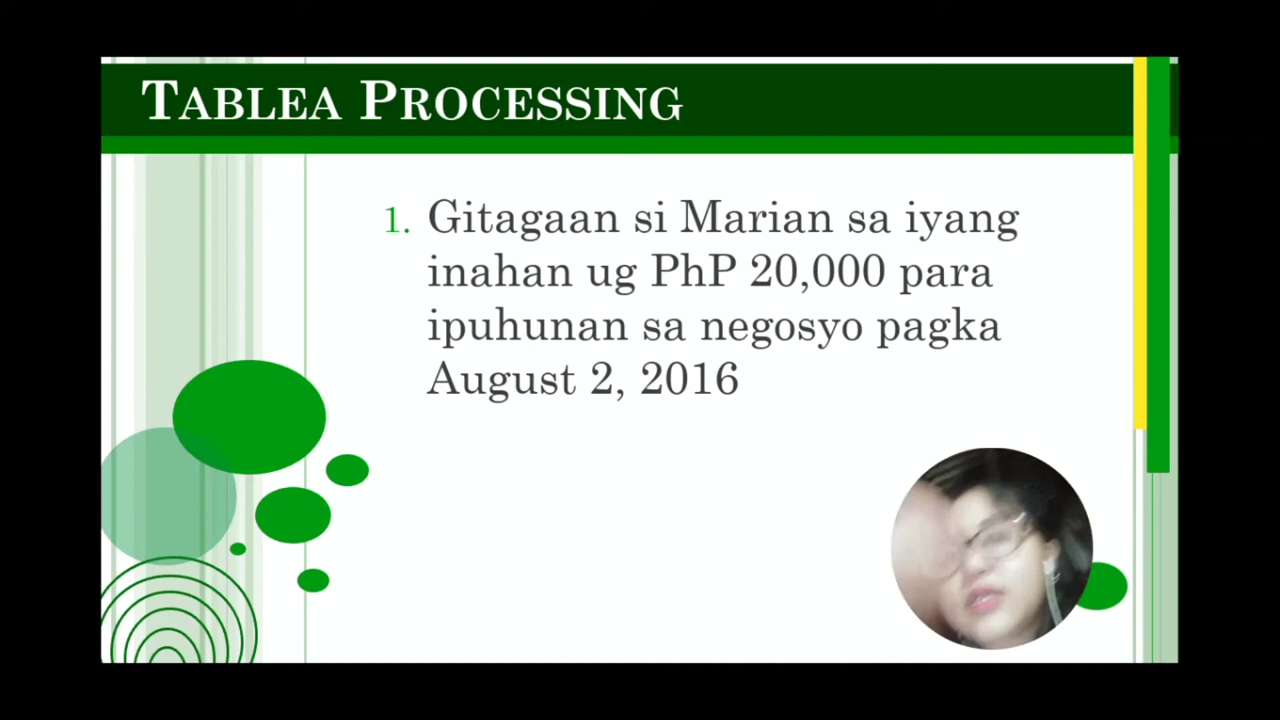 TABLEA PROCESSING
1. Gitagaan si Marian sa iyang
inahan ug PhP 20,000 para
ipuhunan sa negosyo pagka
August 2, 2016